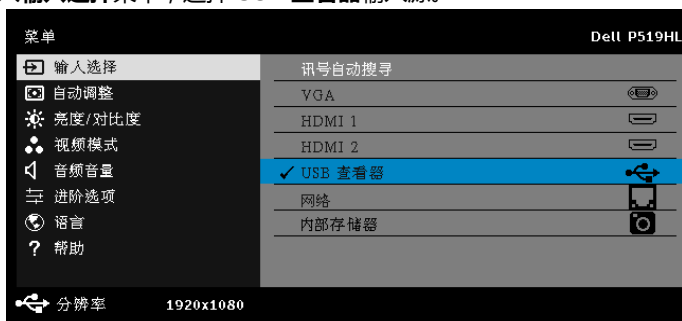 菜单 Dell P519HL
输入选择 讯号自动搜寻
自动调整 VGA
亮度/对比度 HDMI 1
视频模式 HDMI 2
音频音量 ✓ USB 查看器
进阶选项 网络
语言 内部存储器
? 帮助
分辨率 1920x1080